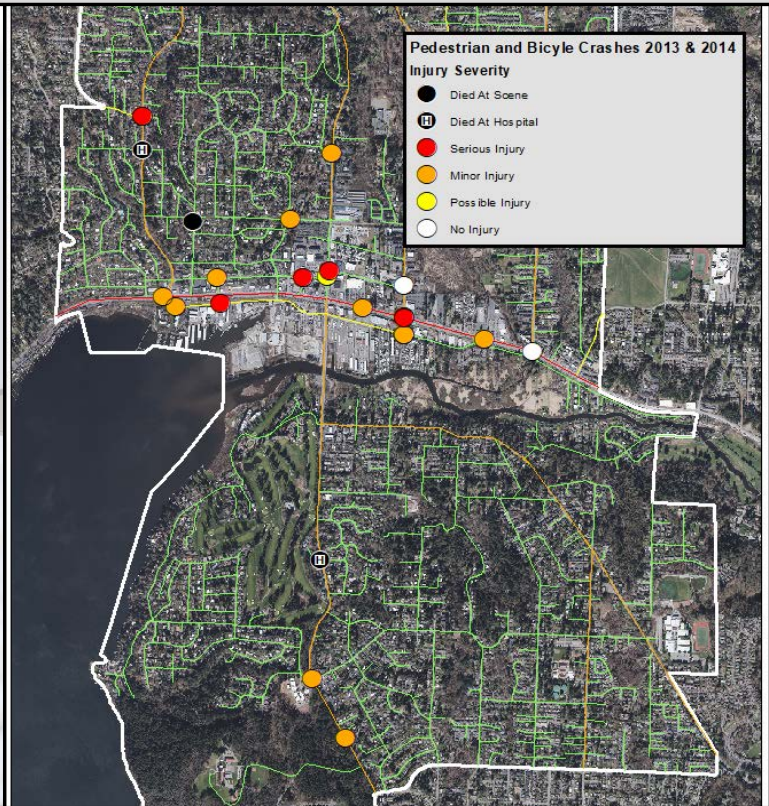 Pedestrian and Bicyle Crashes 2013 & 2014
Injury Severity
Died At Scene
H Died At Hospital
Serious Injury
Minor Injury
Possible Injury
No Injury
H
H